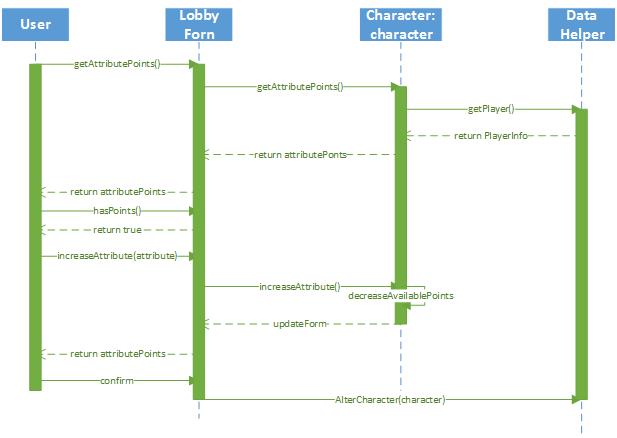 User
Lobby
Forn
Character:
character
Data
Helper
getAttributePoints()
getAttributePoints()
getPlayer()
return PlayerInfo
return attributePonts
return attributePoints
hasPoints()
return true
increaseAttribute(attribute)
increaseAttribute()
decreaseAvailablePoints
updateForm
return attributePoints
confirm
AlterCharacter(character)